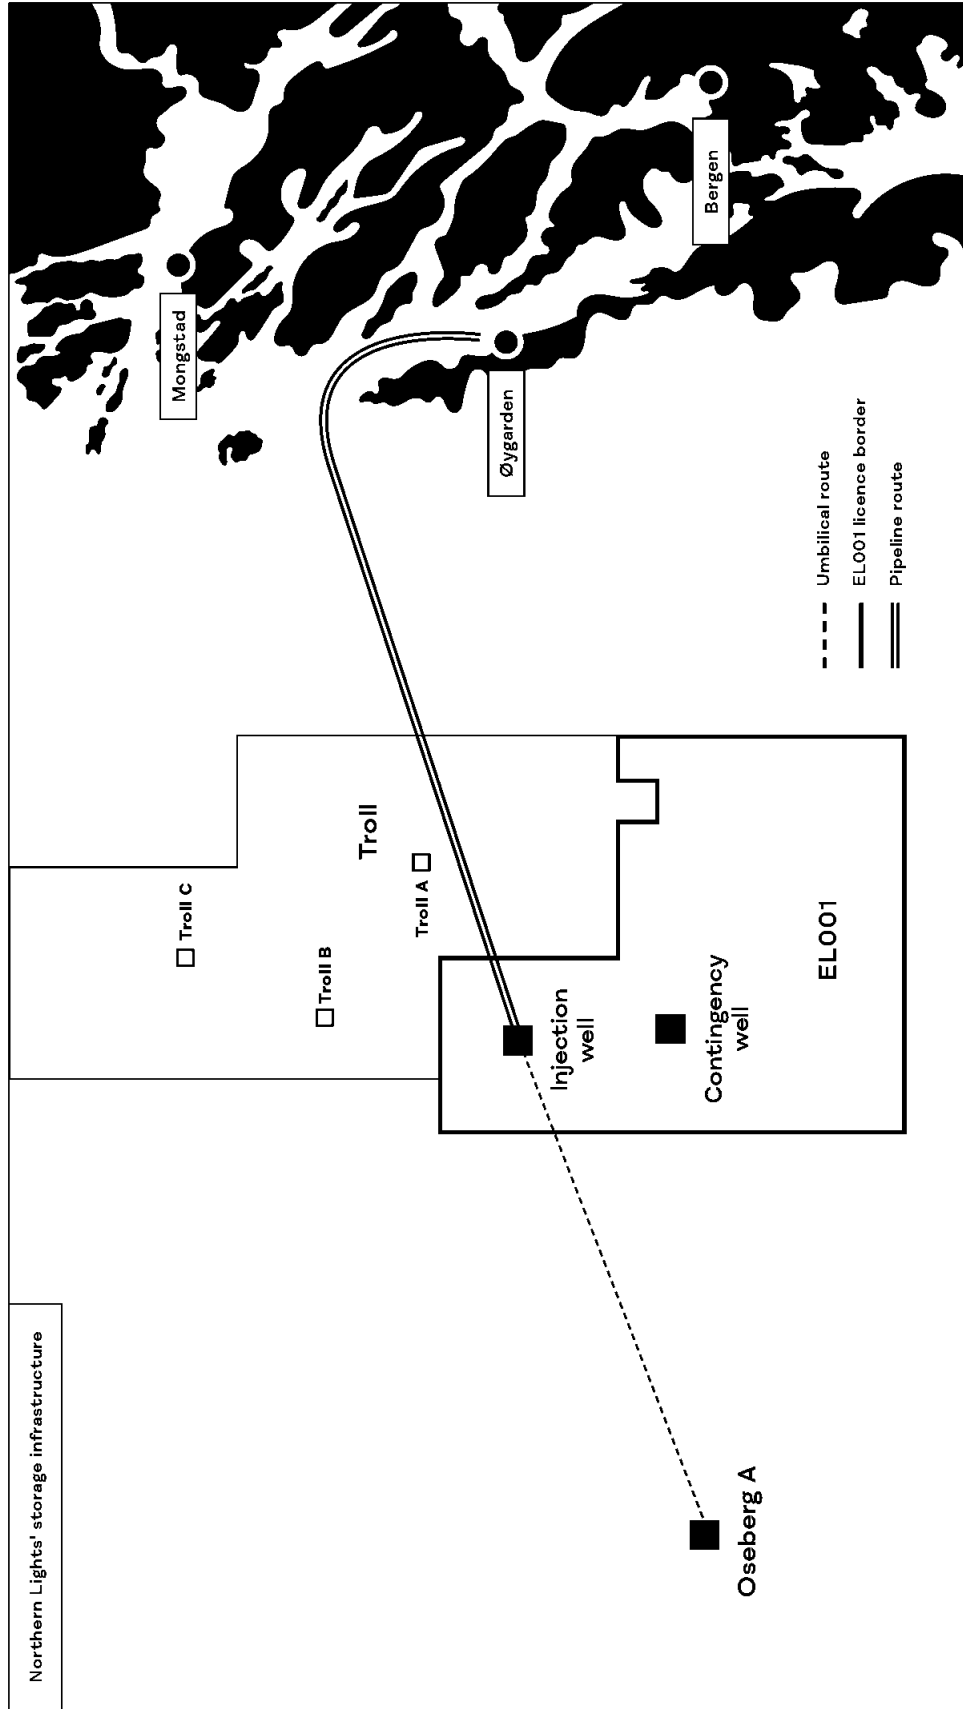 Northern Lights' storage infrastructure
Troll C
Troll B
Troll A
Troll
Mongstad
Øygarden
Bergen
Injection
well
Contingency
well
EL001
Oseberg A
Umbilical route
EL001 licence border
Pipeline route